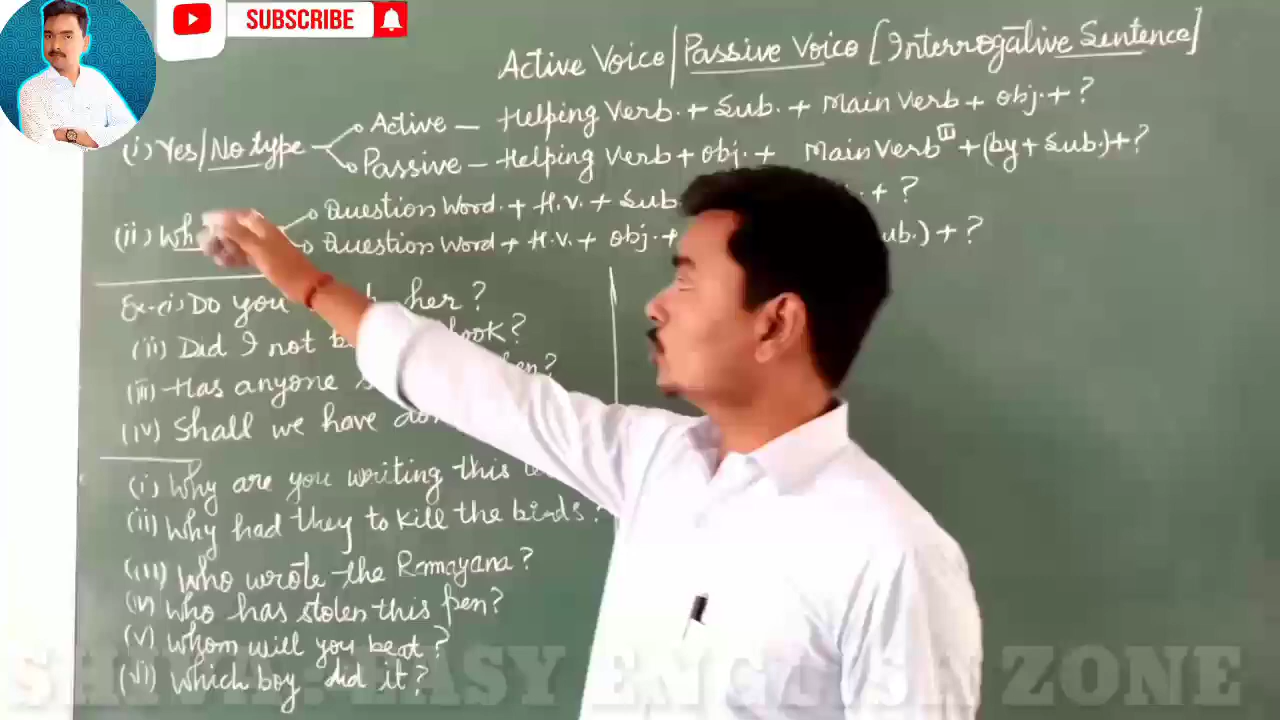 SUBSCRIBE
Active Voice/Passive Voice [Interrogative Sentence]
(i) Yes/No type
Active - Helping Verb. + Sub. + Main Verb + obj. + ?
Passive - Helping Verb + obj. + Main Verb III + (by + Sub.) + ?
(ii) Wh
Question Word. + H.V. + Sub. + ?
Question Word + H.V. + obj. + ub.) + ?
Ex-(i) Do you her ?
(ii) Did I not book?
(iii) Has anyone
(iv) Shall we have
(i) Why are you writing this
(ii) Why had they to kill the birds?
(iii) Who wrote the Ramayana ?
(iv) Who has stolen this pen?
(v) Whom will you beat ?
(vi) Which boy did it ?
EASY ENGLISH ZONE